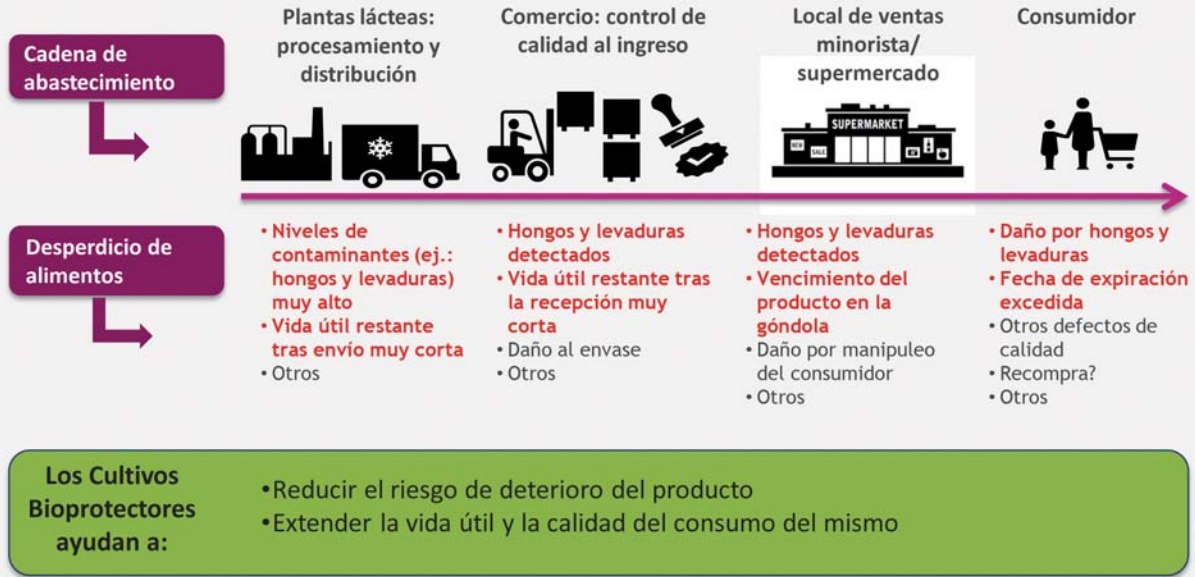 Cadena de
abastecimiento
Plantas lácteas:
procesamiento y
distribución
Comercio: control de
calidad al ingreso
Local de ventas
minorista/
supermercado
Consumidor
SUPERMARKET
NEW
SALE
Desperdicio de
alimentos
• Niveles de
contaminantes (ej.:
hongos y levaduras)
muy alto
• Vida útil restante
tras envío muy corta
• Otros
• Hongos y levaduras
detectados
• Vida útil restante tras
la recepción muy
corta
• Daño al envase
• Otros
• Hongos y levaduras
detectados
• Vencimiento del
producto en la
góndola
• Daño por manipuleo
del consumidor
• Otros
• Daño por hongos y
levaduras
• Fecha de expiración
excedida
• Otros defectos de
calidad
• Recompra?
• Otros
Los Cultivos
Bioprotectores
ayudan a:
•Reducir el riesgo de deterioro del producto
•Extender la vida útil y la calidad del consumo del mismo